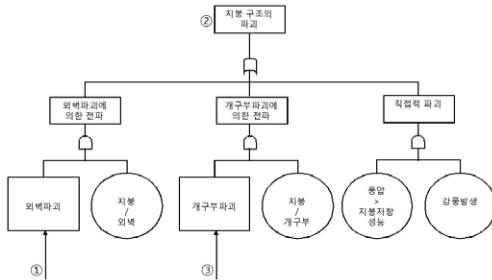 ② 지붕 구조의
파괴
외벽파괴에
의한 전파
개구부파괴에
의한 전파
직접적 파괴
외벽파괴
지붕
/
외벽
개구부파괴
지붕
/
개구부
풍압
>
지붕저항
성능
강풍발생
①
③